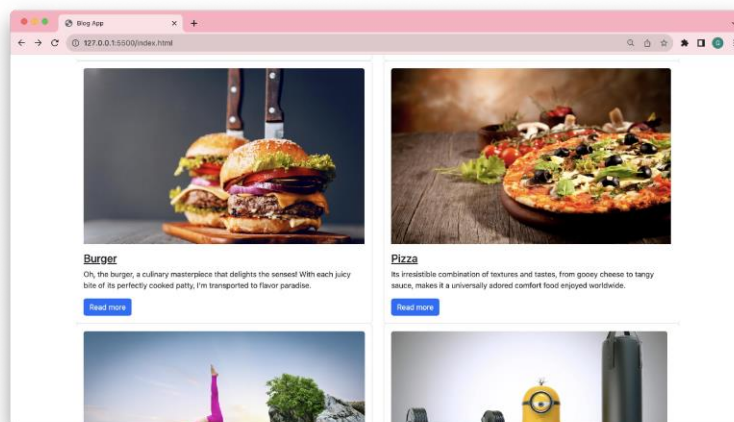 Blog App
127.0.0.1:5500/index.html
Burger
Oh, the burger, a culinary masterpiece that delights the senses! With each juicy
bite of its perfectly cooked patty, I'm transported to flavor paradise.
Read more
Pizza
Its irresistible combination of textures and tastes, from gooey cheese to tangy
sauce, makes it a universally adored comfort food enjoyed worldwide.
Read more